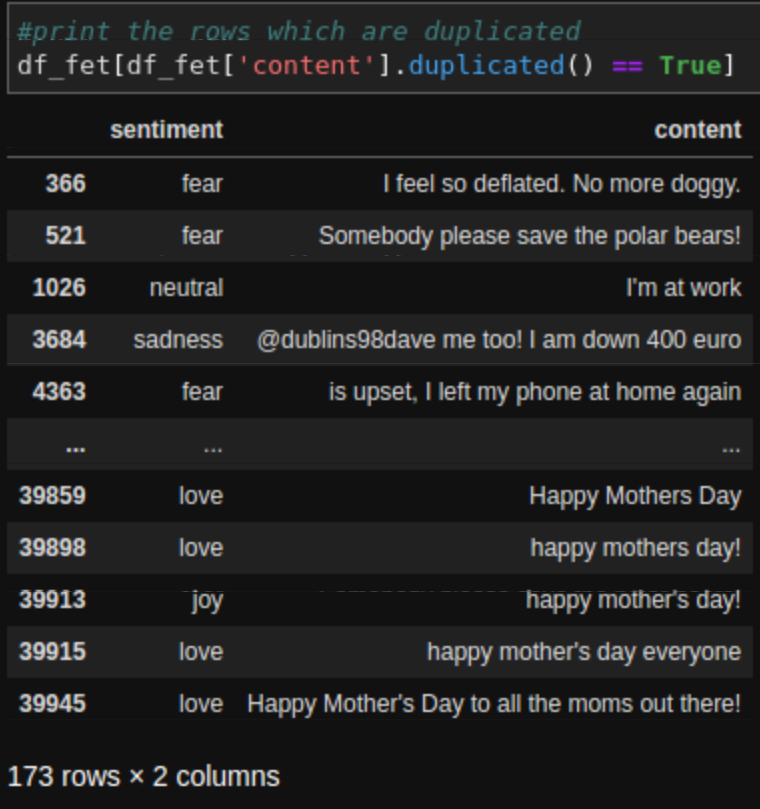 #print the rows which are duplicated
df_fet[df_fet['content'].duplicated() == True]
sentiment content
366 fear I feel so deflated. No more doggy.
521 fear Somebody please save the polar bears!
1026 neutral I'm at work
3684 sadness @dublins98dave me too! I am down 400 euro
4363 fear is upset, I left my phone at home again
... ... ...
39859 love Happy Mothers Day
39898 love happy mothers day!
39913 joy happy mother's day!
39915 love happy mother's day everyone
39945 love Happy Mother's Day to all the moms out there!
173 rows × 2 columns